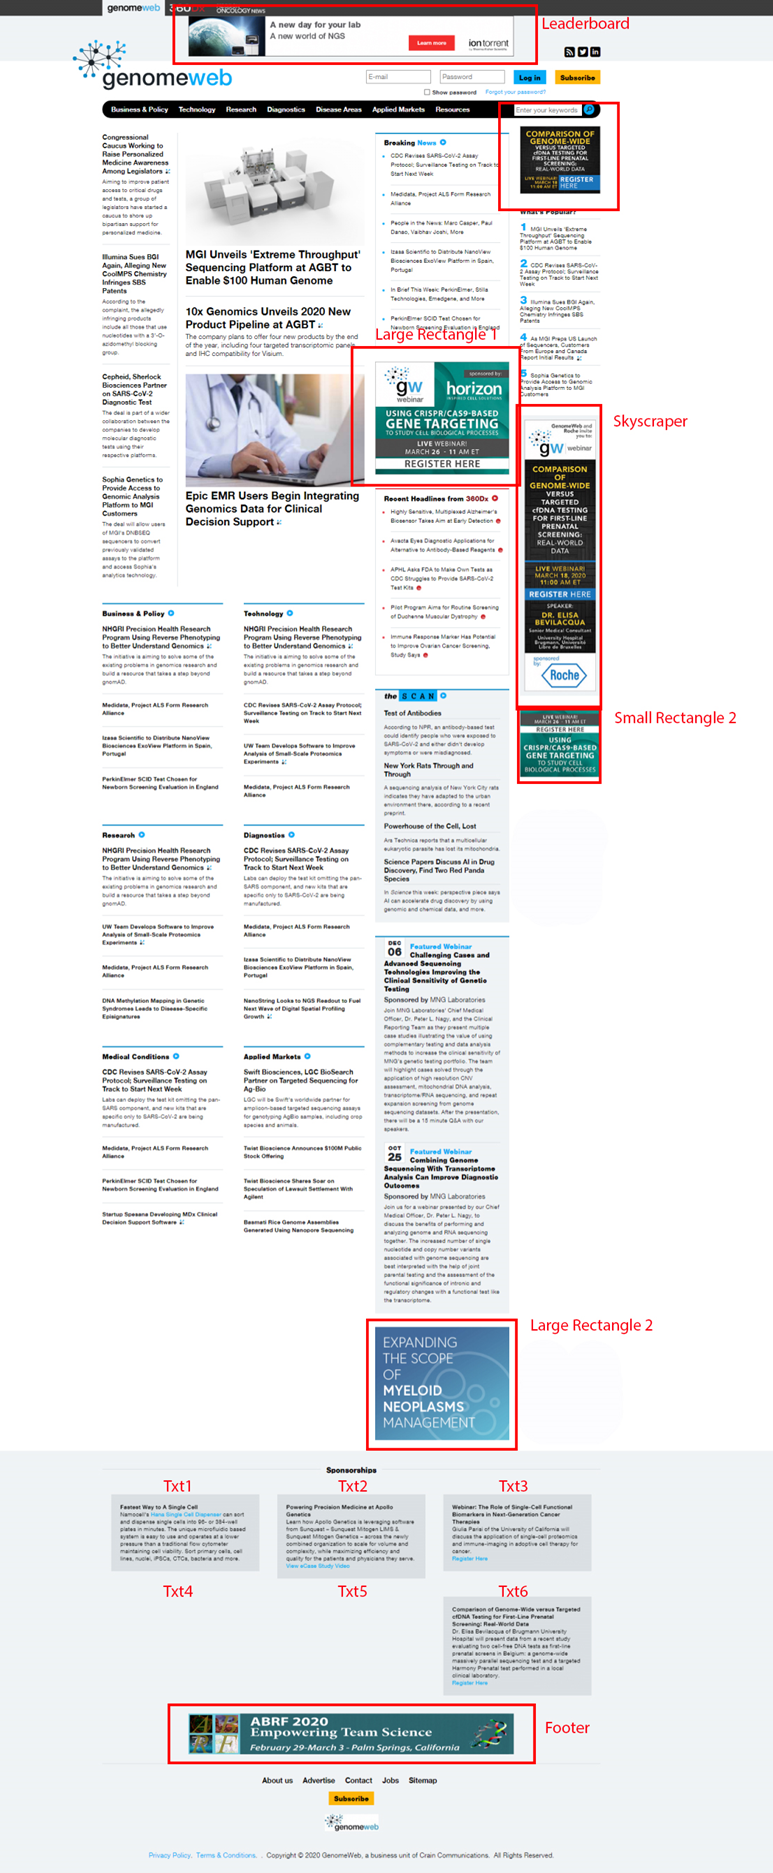 genomeweb 360Dx
ONCOLOGY NEWS
Leaderboard
A new day for your lab
A new world of NGS
Learn more
iontorrent
genomeweb
E-mail
Password
Log in
Subscribe
Show password
Forgot your password?
Business & Policy Technology Research Diagnostics Disease Areas Applied Markets Resources
Enter your keywords
Congressional
Caucus Working to
Raise Personalized
Medicine Awareness
Among Legislators
Aiming to improve patient
access to critical drugs
and tests, a group of
legislators have started a
caucus to shore up
bipartisan support for
personalized medicine.
Illumina Sues BGI
Again, Alleging New
CoolMPS Chemistry
Infringes SBS
Patents
According to the
complaint, the allegedly
infringing products
include all those that use
nucleotides with a 3'-O-
azidomethyl blocking
group.
Cepheid, Sherlock
Biosciences Partner
on SARS-CoV-2
Diagnostic Test
The deal is part of a wider
collaboration between the
companies to develop
molecular diagnostic
tests using their
respective platforms.
Sophia Genetics to
Provide Access to
Genomic Analysis
Platform to MGI
Customers
The deal will allow users
of MGI's DNBSEQ
sequencers to convert
previously validated
assays to the platform
and access Sophia's
analytics technology.
MGI Unveils 'Extreme Throughput'
Sequencing Platform at AGBT to
Enable $100 Human Genome
10x Genomics Unveils 2020 New
Product Pipeline at AGBT
The company plans to offer four new products by the end
of the year, including four targeted transcriptomic panels
and IHC compatibility for Visium.
Epic EMR Users Begin Integrating
Genomics Data for Clinical
Decision Support
Breaking News
CDC Revises SARS-CoV-2 Assay
Protocol; Surveillance Testing on Track to
Start Next Week
Medidata, Project ALS Form Research
Alliance
People in the News: Marc Casper, Paul
Danao, Vaibhav Joshi, More
Izasa Scientific to Distribute NanoView
Biosciences ExoView Platform in Spain,
Portugal
In Brief This Week: PerkinElmer, Stilla
Technologies, Emedgene, and More
PerkinElmer SCID Test Chosen for
Newborn Screening Evaluation in England
Large Rectangle 1
gw
webinar
sponsored by:
horizon
INSPIRED CELL SOLUTIONS
USING CRISPR/CAS9-BASED
GENE TARGETING
TO STUDY CELL BIOLOGICAL PROCESSES
LIVE WEBINAR!
MARCH 26 - 11 AM ET
REGISTER HERE
Recent Headlines from 360Dx
Highly Sensitive, Multiplexed Alzheimer's
Biosensor Takes Aim at Early Detection
Avacta Eyes Diagnostic Applications for
Alternative to Antibody-Based Reagents
APHL Asks FDA to Make Own Tests as
CDC Struggles to Provide SARS-CoV-2
Test Kits
Pilot Program Aims for Routine Screening
of Duchenne Muscular Dystrophy
Immune Response Marker Has Potential
to Improve Ovarian Cancer Screening,
Study Says
COMPARISON OF
GENOME-WIDE
VERSUS TARGETED
cfDNA TESTING FOR
FIRST-LINE PRENATAL
SCREENING:
REAL-WORLD DATA
LIVE WEBINAR!
MARCH 18
11:00 AM ET
REGISTER
HERE
What's Popular?
1 MGI Unveils 'Extreme
Throughput' Sequencing
Platform at AGBT to Enable
$100 Human Genome
2 CDC Revises SARS-CoV-
2 Assay Protocol; Surveillance
Testing on Track to Start Next
Week
3 Illumina Sues BGI Again,
Alleging New CoolMPS
Chemistry Infringes SBS
Patents
4 As MGI Preps US Launch
of Sequencers, Customers
From Europe and Canada
Report Initial Results
5 Sophia Genetics to
Provide Access to Genomic
Analysis Platform to MGI
Customers
Skyscraper
GenomeWeb and
Roche invite
you to:
gw webinar
COMPARISON OF
GENOME-WIDE
VERSUS
TARGETED
cfDNA TESTING
FOR FIRST-LINE
PRENATAL
SCREENING:
REAL-WORLD
DATA
LIVE WEBINAR!
MARCH 18, 2020
11:00 AM ET
REGISTER HERE
SPEAKER:
DR. ELISA
BEVILACQUA
Senior Medical Consultant
University Hospital
Brugmann, Université
Libre de Bruxelles
sponsored
by:
Roche
Small Rectangle 2
LIVE WEBINAR!
MARCH 26 - 11 AM ET
REGISTER HERE
USING
CRISPR/CAS9-BASED
GENE TARGETING
TO STUDY CELL
BIOLOGICAL PROCESSES
Business & Policy
NHGRI Precision Health Research
Program Using Reverse Phenotyping
to Better Understand Genomics
The initiative is aiming to solve some of the
existing problems in genomics research and
build a resource that takes a step beyond
gnomAD.
Medidata, Project ALS Form Research
Alliance
Izasa Scientific to Distribute NanoView
Biosciences ExoView Platform in Spain,
Portugal
PerkinElmer SCID Test Chosen for
Newborn Screening Evaluation in England
Technology
NHGRI Precision Health Research
Program Using Reverse Phenotyping
to Better Understand Genomics
The initiative is aiming to solve some of the
existing problems in genomics research and
build a resource that takes a step beyond
gnomAD.
CDC Revises SARS-CoV-2 Assay Protocol;
Surveillance Testing on Track to Start Next
Week
UW Team Develops Software to Improve
Analysis of Small-Scale Proteomics
Experiments
Medidata, Project ALS Form Research
Alliance
the SCAN
Test of Antibodies
According to NPR, an antibody-based test
could identify people who were exposed to
SARS-CoV-2 and either didn't develop
symptoms or were misdiagnosed.
New York Rats Through and
Through
A sequencing analysis of New York City rats
indicates they have adapted to the urban
environment there, according to a recent
preprint.
Powerhouse of the Cell, Lost
Ars Technica reports that a multicellular
eukaryotic parasite has lost its mitochondria.
Science Papers Discuss AI in Drug
Discovery, Find Two Red Panda
Species
In Science this week: perspective piece says
AI can accelerate drug discovery by using
genomic and chemical data, and more.
Research
NHGRI Precision Health Research
Program Using Reverse Phenotyping
to Better Understand Genomics
The initiative is aiming to solve some of the
existing problems in genomics research and
build a resource that takes a step beyond
gnomAD.
UW Team Develops Software to Improve
Analysis of Small-Scale Proteomics
Experiments
Medidata, Project ALS Form Research
Alliance
DNA Methylation Mapping in Genetic
Syndromes Leads to Disease-Specific
Episignatures
Diagnostics
CDC Revises SARS-CoV-2 Assay
Protocol; Surveillance Testing on
Track to Start Next Week
Labs can deploy the test kit omitting the pan-
SARS component, and new kits that are
specific only to SARS-CoV-2 are being
manufactured.
Medidata, Project ALS Form Research
Alliance
Izasa Scientific to Distribute NanoView
Biosciences ExoView Platform in Spain,
Portugal
NanoString Looks to NGS Readout to Fuel
Next Wave of Digital Spatial Profiling
Growth
DEC
06
Featured Webinar
Challenging Cases and
Advanced Sequencing
Technologies Improving the
Clinical Sensitivity of Genetic
Testing
Sponsored by MNG Laboratories
Join MNG Laboratories' Chief Medical
Officer, Dr. Peter L. Nagy, and the Clinical
Reporting Team as they present multiple
case studies illustrating the value of using
complementary testing and data analysis
methods to increase the clinical sensitivity of
MNG's genetic testing portfolio. The team
will highlight cases solved through the
application of high resolution CNV
assessment, mitochondrial DNA analysis,
transcriptome/RNA sequencing, and repeat
expansion screening from genome
sequencing datasets. After the presentation,
there will be a 15 minute Q&A with our
speakers.
OCT
25
Featured Webinar
Combining Genome
Sequencing With Transcriptome
Analysis Can Improve Diagnostic
Outcomes
Sponsored by MNG Laboratories
Join us for a webinar presented by our Chief
Medical Officer, Dr. Peter L. Nagy, to
discuss the benefits of performing and
analyzing genome and RNA sequencing
together. The increased number of single
nucleotide and copy number variants
associated with genome sequencing are
best interpreted with the help of joint
parental testing and the assessment of the
functional significance of intronic and
regulatory changes with a functional test like
the transcriptome.
Medical Conditions
CDC Revises SARS-CoV-2 Assay
Protocol; Surveillance Testing on
Track to Start Next Week
Labs can deploy the test kit omitting the pan-
SARS component, and new kits that are
specific only to SARS-CoV-2 are being
manufactured.
Medidata, Project ALS Form Research
Alliance
PerkinElmer SCID Test Chosen for
Newborn Screening Evaluation in England
Startup Spesana Developing MDx Clinical
Decision Support Software
Applied Markets
Swift Biosciences, LGC BioSearch
Partner on Targeted Sequencing for
Ag-Bio
LGC will be Swift's worldwide partner for
amplicon-based targeted sequencing assays
for genotyping AgBio samples, including crop
species and animals.
Twist Bioscience Announces $100M Public
Stock Offering
Twist Bioscience Shares Soar on
Speculation of Lawsuit Settlement With
Agilent
Basmati Rice Genome Assemblies
Generated Using Nanopore Sequencing
Large Rectangle 2
EXPANDING
THE SCOPE
OF
MYELOID
NEOPLASMS
MANAGEMENT
Sponsorships
Txt1
Fastest Way to A Single Cell
Namocell's Hana Single Cell Dispenser can sort
and dispense single cells into 96- or 384-well
plates in minutes. The unique microfluidic based
system is easy to use and operates at a lower
pressure than a traditional flow cytometer
maintaining cell viability. Sort primary cells, cell
lines, nuclei, iPSCs, CTCs, bacteria and more.
Txt2
Powering Precision Medicine at Apollo
Genetics
Learn how Apollo Genetics is leveraging software
from Sunquest – Sunquest Mitogen LIMS &
Sunquest Mitogen Genetics – across the newly
combined organization to scale for volume and
complexity, while maximizing efficiency and
quality for the patients and physicians they serve.
View eCase Study Video
Txt3
Webinar: The Role of Single-Cell Functional
Biomarkers in Next-Generation Cancer
Therapies
Giulia Parisi of the University of California will
discuss the application of single-cell proteomics
and immune-imaging in adoptive cell therapy for
cancer.
Register Here
Txt4
Txt5
Txt6
Comparison of Genome-Wide versus Targeted
cfDNA Testing for First-Line Prenatal
Screening: Real-World Data
Dr. Elisa Bevilacqua of Brugmann University
Hospital will present data from a recent study
evaluating two cell-free DNA tests as first-line
prenatal screens in Belgium: a genome-wide
massively parallel sequencing test and a targeted
Harmony Prenatal test performed in a local
clinical laboratory.
Register Here
ABRF 2020
Empowering Team Science
February 29-March 3 - Palm Springs, California
Footer
About us Advertise Contact Jobs Sitemap
Subscribe
genomeweb
Privacy Policy. Terms & Conditions. . Copyright © 2020 GenomeWeb, a business unit of Crain Communications. All Rights Reserved.